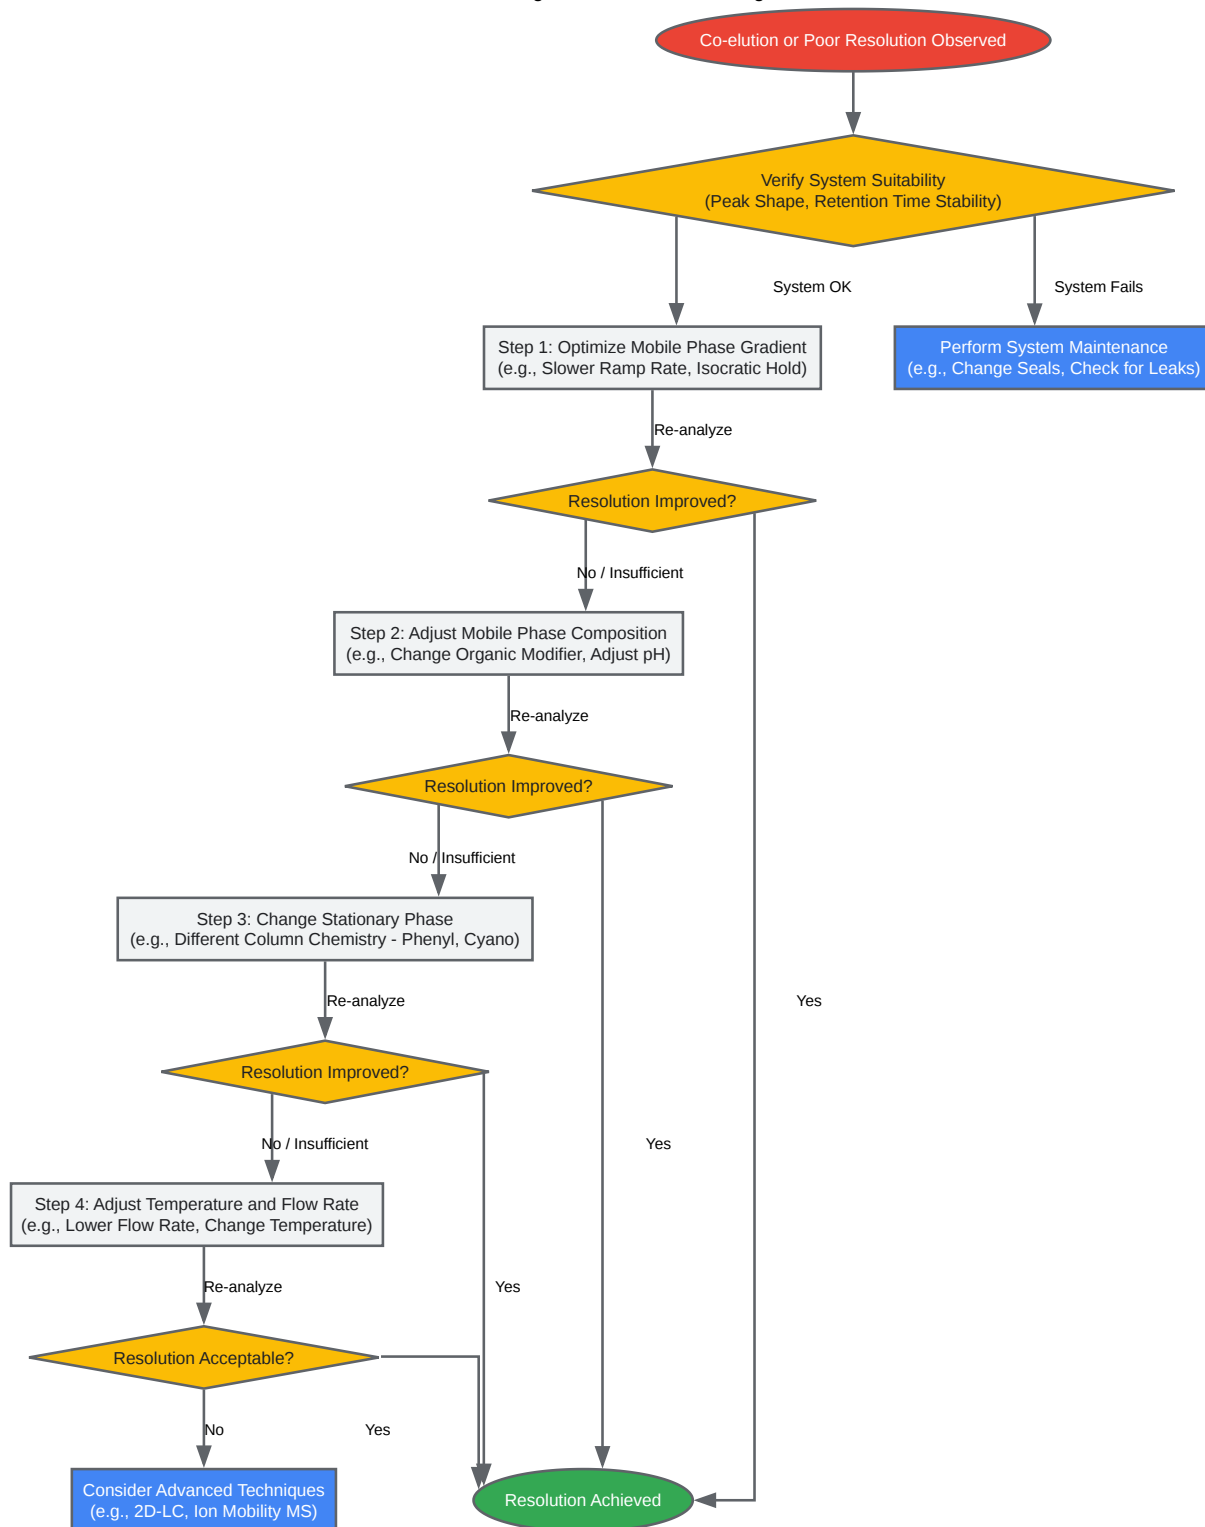 Co-elution or Poor Resolution Observed
Verify System Suitability
(Peak Shape, Retention Time Stability)
System OK
System Fails
Step 1: Optimize Mobile Phase Gradient
(e.g., Slower Ramp Rate, Isocratic Hold)
Perform System Maintenance
(e.g., Change Seals, Check for Leaks)
Re-analyze
Resolution Improved?
No / Insufficient
Step 2: Adjust Mobile Phase Composition
(e.g., Change Organic Modifier, Adjust pH)
Re-analyze
Resolution Improved?
No / Insufficient
Step 3: Change Stationary Phase
(e.g., Different Column Chemistry - Phenyl, Cyano)
Re-analyze
Yes
Resolution Improved?
No / Insufficient
Yes
Step 4: Adjust Temperature and Flow Rate
(e.g., Lower Flow Rate, Change Temperature)
Re-analyze
Yes
Resolution Acceptable?
No
Yes
Consider Advanced Techniques
(e.g., 2D-LC, Ion Mobility MS)
Resolution Achieved